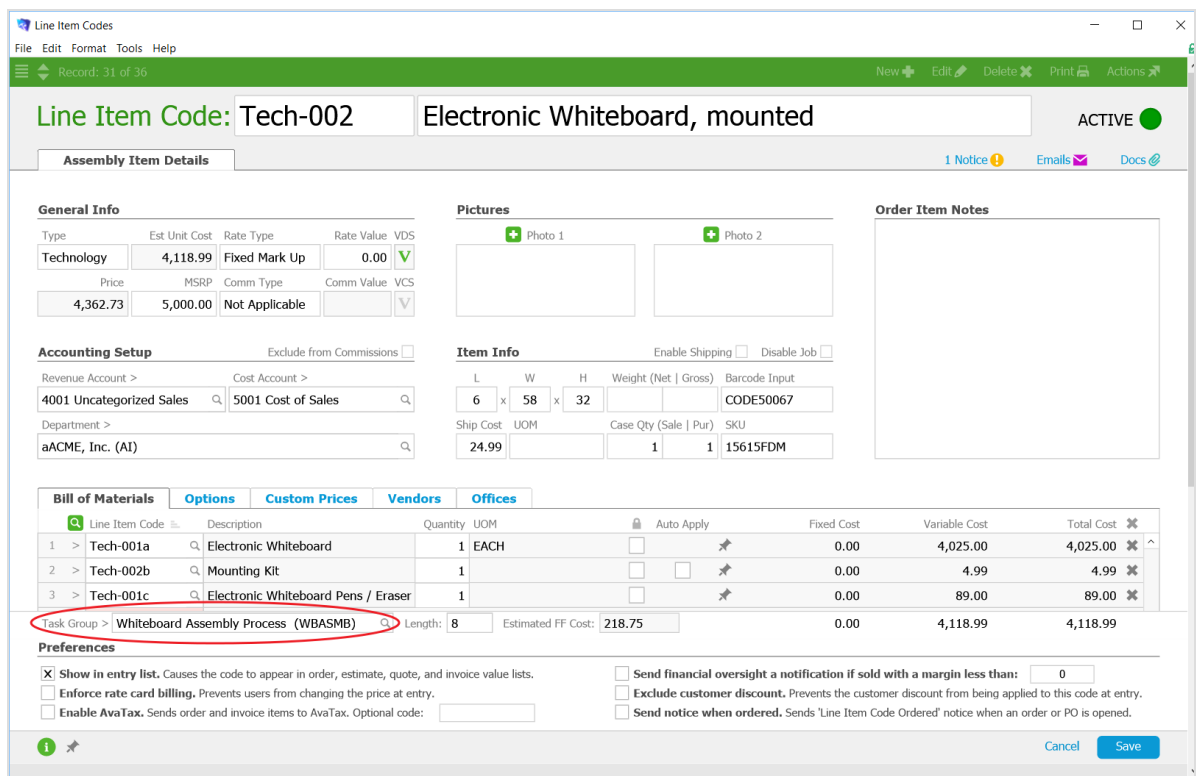 Line Item Codes
File Edit Format Tools Help
Record: 31 of 36 New Edit Delete Print Actions
Line Item Code: Tech-002 Electronic Whiteboard, mounted ACTIVE
Assembly Item Details 1 Notice Emails Docs
General Info Pictures Order Item Notes
Type Est Unit Cost Rate Type Rate Value VDS Photo 1 Photo 2
Technology 4,118.99 Fixed Mark Up 0.00 V
Price MSRP Comm Type Comm Value VCS
4,362.73 5,000.00 Not Applicable V
Accounting Setup Exclude from Commissions Item Info Enable Shipping Disable Job
Revenue Account > Cost Account > L W H Weight (Net | Gross) Barcode Input
4001 Uncategorized Sales 5001 Cost of Sales 6 x 58 x 32 CODE50067
Department > Ship Cost UOM Case Qty (Sale | Pur) SKU
aACME, Inc. (AI) 24.99 1 1 15615FDM
Bill of Materials Options Custom Prices Vendors Offices
Line Item Code Description Quantity UOM Auto Apply Fixed Cost Variable Cost Total Cost
1 > Tech-001a Electronic Whiteboard 1 EACH 0.00 4,025.00 4,025.00
2 > Tech-002b Mounting Kit 1 0.00 4.99 4.99
3 > Tech-001c Electronic Whiteboard Pens / Eraser 1 0.00 89.00 89.00
Task Group > Whiteboard Assembly Process (WBASMB) Length: 8 Estimated FF Cost: 218.75 0.00 4,118.99 4,118.99
Preferences
X Show in entry list. Causes the code to appear in order, estimate, quote, and invoice value lists. Send financial oversight a notification if sold with a margin less than: 0
Enforce rate card billing. Prevents users from changing the price at entry. Exclude customer discount. Prevents the customer discount from being applied to this code at entry.
Enable AvaTax. Sends order and invoice items to AvaTax. Optional code: Send notice when ordered. Sends 'Line Item Code Ordered' notice when an order or PO is opened.
Cancel Save